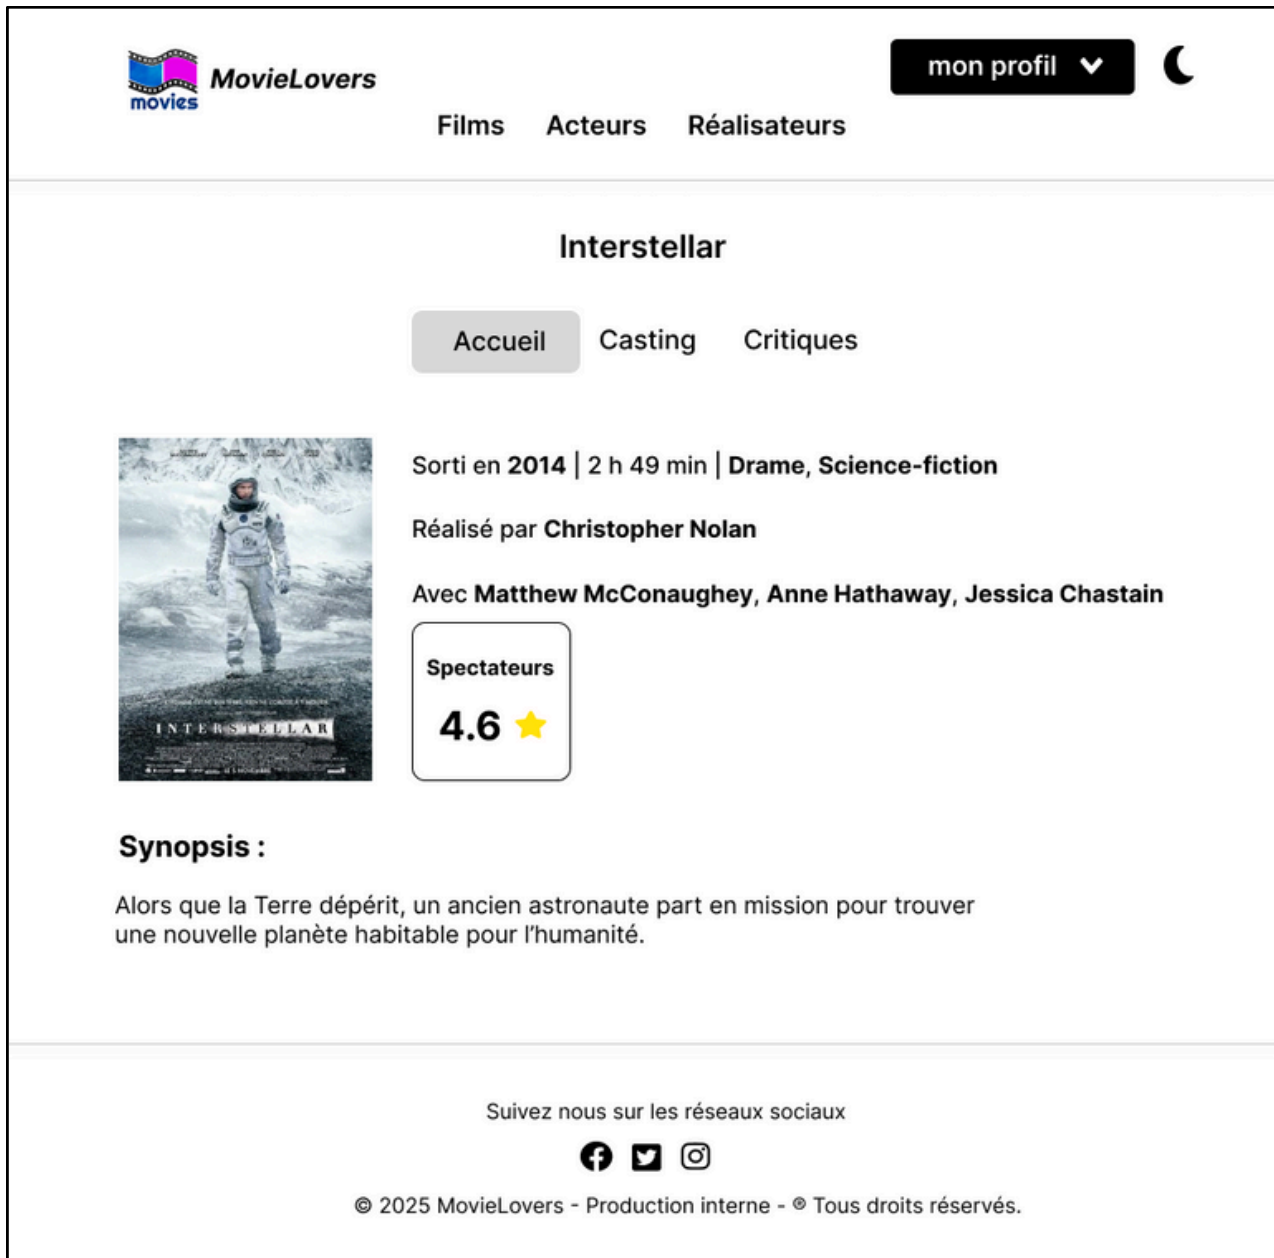 movies
MovieLovers
mon profil
Films Acteurs Réalisateurs
Interstellar
Accueil Casting Critiques
Sorti en 2014 | 2 h 49 min | Drame, Science-fiction
Réalisé par Christopher Nolan
Avec Matthew McConaughey, Anne Hathaway, Jessica Chastain
Spectateurs
4.6
INTERSTELLAR
Synopsis :
Alors que la Terre dépérit, un ancien astronaute part en mission pour trouver
une nouvelle planète habitable pour l’humanité.
Suivez nous sur les réseaux sociaux
© 2025 MovieLovers - Production interne - ® Tous droits réservés.